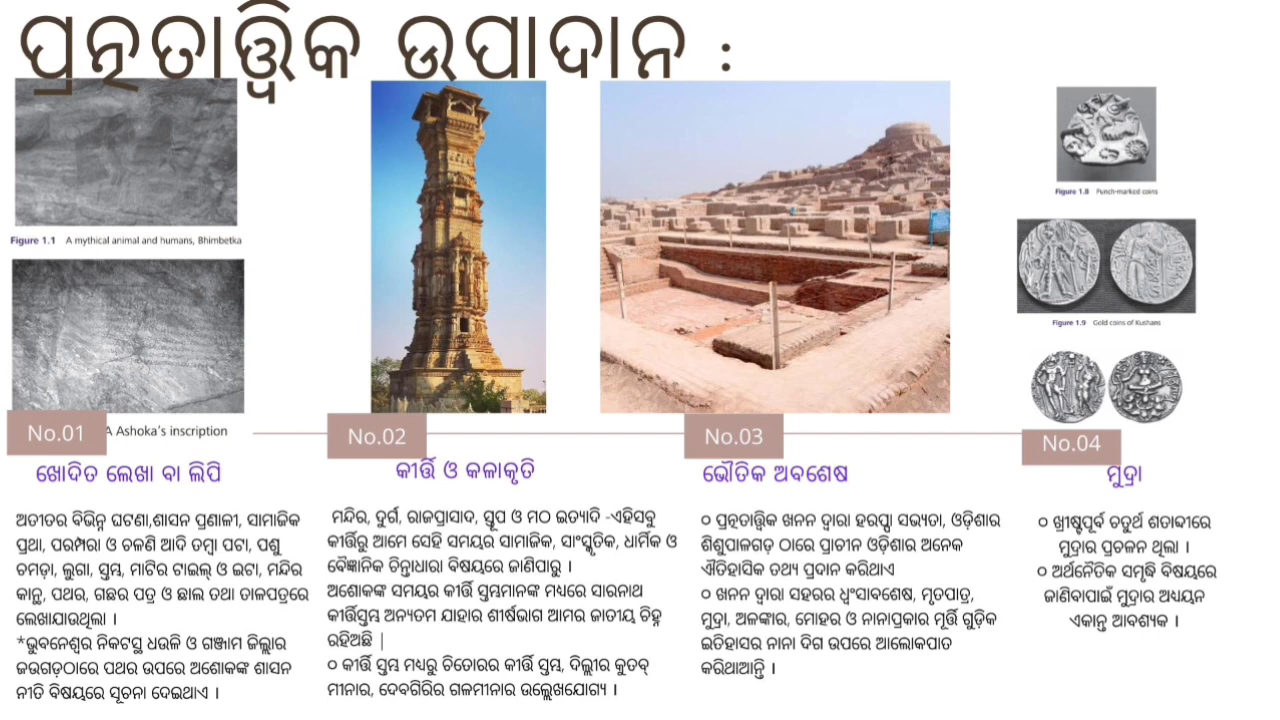 ପ୍ରତ୍ନତାତ୍ତ୍ୱିକ ଉପାଦାନ :
Figure 1.1 A mythical animal and humans, Bhimbetka
A Ashoka's inscription
No.01
ଖୋଦିତ ଲେଖା ବା ଲିପି
ଅତୀତର ବିଭିନ୍ନ ଘଟଣା,ଶାସନ ପ୍ରଣାଳୀ, ସାମାଜିକ
ପ୍ରଥା, ପରମ୍ପରା ଓ ଚଳଣି ଆଦି ତମ୍ବା ପଟା, ପଶୁ
ଚମଡ଼ା, ଲୁଗା, ସ୍ତମ୍ଭ, ମାଟିର ଟାଇଲ୍ ଓ ଇଟା, ମନ୍ଦିର
କାନ୍ଥ, ପଥର, ଗଛର ପତ୍ର ଓ ଛାଲ ତଥା ତାଳପତ୍ରରେ
ଲେଖାଯାଉଥିଲା ।
*ଭୁବନେଶ୍ୱର ନିକଟସ୍ଥ ଧଉଳି ଓ ଗଞ୍ଜାମ ଜିଲ୍ଲାର
ଜଉଗଡ଼ଠାରେ ପଥର ଉପରେ ଅଶୋକଙ୍କ ଶାସନ
ନୀତି ବିଷୟରେ ସୂଚନା ଦେଇଥାଏ ।
No.02
କୀର୍ତ୍ତି ଓ କଳାକୃତି
ମନ୍ଦିର, ଦୁର୍ଗ, ରାଜପ୍ରାସାଦ, ସ୍ତୂପ ଓ ମଠ ଇତ୍ୟାଦି -ଏହିସବୁ
କୀର୍ତ୍ତିରୁ ଆମେ ସେହି ସମୟର ସାମାଜିକ, ସାଂସ୍କୃତିକ, ଧାର୍ମିକ ଓ
ବୈଜ୍ଞାନିକ ଚିନ୍ତାଧାରା ବିଷୟରେ ଜାଣିପାରୁ ।
ଅଶୋକଙ୍କ ସମୟର କୀର୍ତ୍ତି ସ୍ତମ୍ଭମାନଙ୍କ ମଧ୍ୟରେ ସାରନାଥ
କୀର୍ତ୍ତିସ୍ତମ୍ଭ ଅନ୍ୟତମ ଯାହାର ଶୀର୍ଷଭାଗ ଆମର ଜାତୀୟ ଚିହ୍ନ
ରହିଅଛି |
○ କୀର୍ତ୍ତି ସ୍ତମ୍ଭ ମଧ୍ୟରୁ ଚିତୋରର କୀର୍ତ୍ତି ସ୍ତମ୍ଭ, ଦିଲ୍ଲୀର କୁତବ୍
ମୀନାର, ଦେବଗିରିର ଗଳମୀନାର ଉଲ୍ଲେଖଯୋଗ୍ୟ ।
No.03
ଭୌତିକ ଅବଶେଷ
○ ପ୍ରତ୍ନତାତ୍ତ୍ୱିକ ଖନନ ଦ୍ୱାରା ହରପ୍ପା ସଭ୍ୟତା, ଓଡ଼ିଶାର
ଶିଶୁପାଳଗଡ଼ ଠାରେ ପ୍ରାଚୀନ ଓଡ଼ିଶାର ଅନେକ
ଐତିହାସିକ ତଥ୍ୟ ପ୍ରଦାନ କରିଥାଏ
○ ଖନନ ଦ୍ୱାରା ସହରର ଧ୍ୱଂସାବଶେଷ, ମୃତପାତ୍ର,
ମୁଦ୍ରା, ଅଳଙ୍କାର, ମୋହର ଓ ନାନାପ୍ରକାର ମୂର୍ତ୍ତି ଗୁଡ଼ିକ
ଇତିହାସର ନାନା ଦିଗ ଉପରେ ଆଲୋକପାତ
କରିଥାଆନ୍ତି ।
Figure 1.8 Punch-marked coins
Figure 1.9 Gold coins of Kushans
No.04
ମୁଦ୍ରା
○ ଖ୍ରୀଷ୍ଟପୂର୍ବ ଚତୁର୍ଥ ଶତାବ୍ଦୀରେ
ମୁଦ୍ରାର ପ୍ରଚଳନ ଥିଲା ।
○ ଅର୍ଥନୈତିକ ସମୃଦ୍ଧି ବିଷୟରେ
ଜାଣିବାପାଇଁ ମୁଦ୍ରାର ଅଧ୍ୟୟନ
ଏକାନ୍ତ ଆବଶ୍ୟକ ।